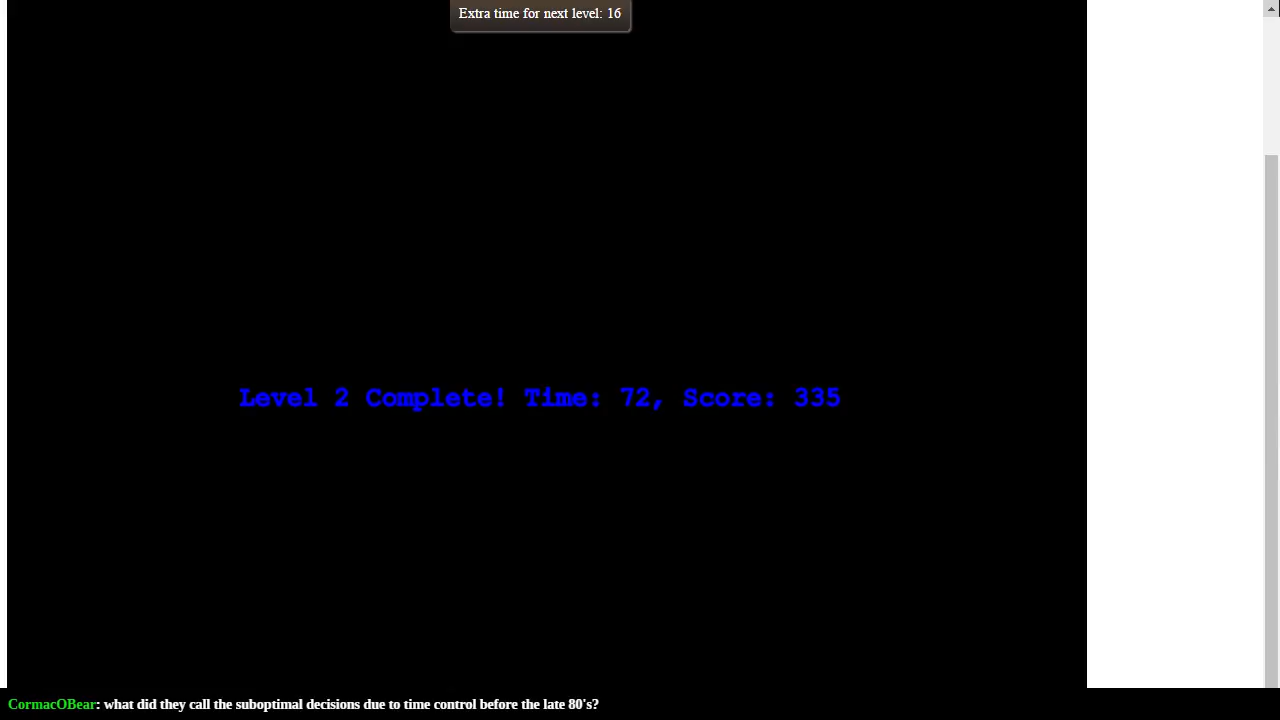 Extra time for next level: 16
Level 2 Complete! Time: 72, Score: 335
CormacOBear: what did they call the suboptimal decisions due to time control before the late 80's?